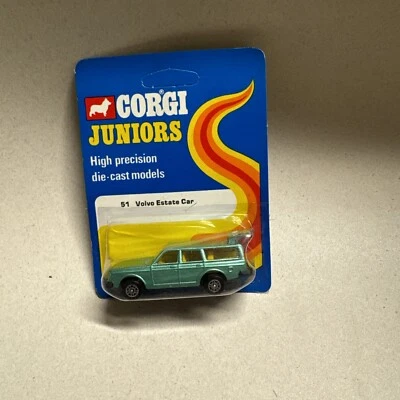 CORGI
JUNIORS
High precision
die-cast models
51 Volvo Estate Car